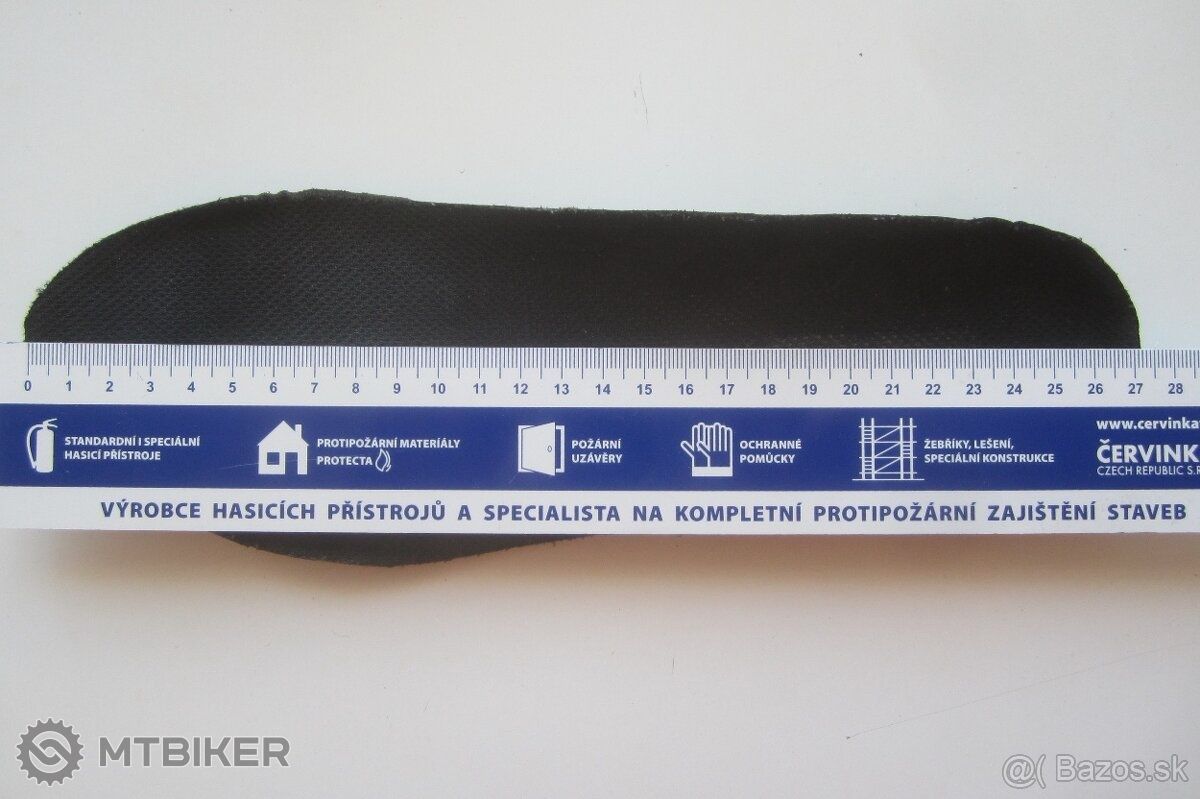 0 1 2 3 4 5 6 7 8 9 10 11 12 13 14 15 16 17 18 19 20 21 22 23 24 25 26 27 28
STANDARDNÍ I SPECIÁLNÍ
HASICÍ PŘÍSTROJE
PROTIPOŽÁRNÍ MATERIÁLY
PROTECTA
POŽÁRNÍ
UZÁVĚRY
OCHRANNÉ
POMŮCKY
ŽEBŘÍKY, LEŠENÍ,
SPECIÁLNÍ KONSTRUKCE
www.cervinka
ČERVINK
CZECH REPUBLIC S.R
VÝROBCE HASICÍCH PŘÍSTROJŮ A SPECIALISTA NA KOMPLETNÍ PROTIPOŽÁRNÍ ZAJIŠTĚNÍ STAVEB
MTBIKER
@( Bazos.sk